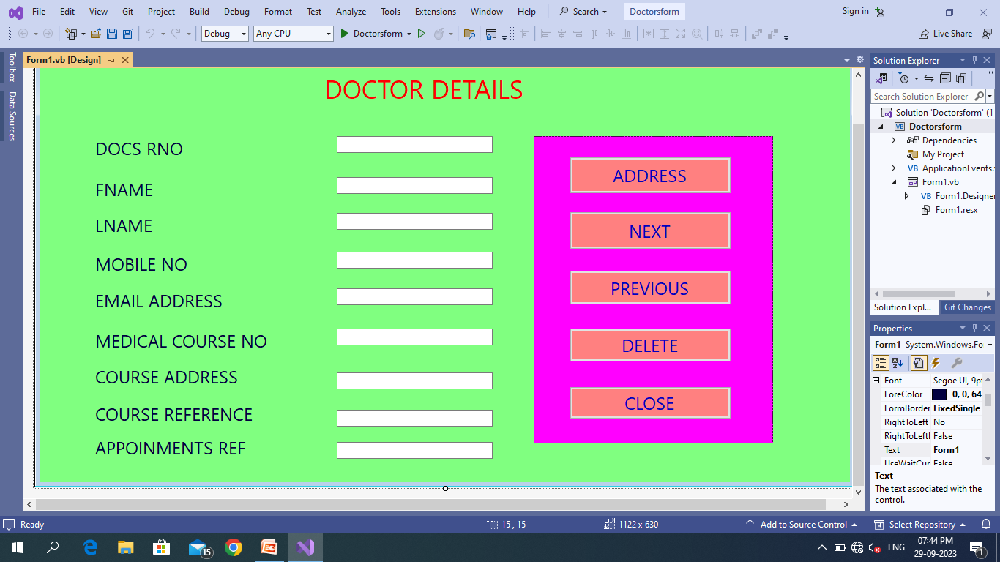 File Edit View Git Project Build Debug Format Test Analyze Tools Extensions Window Help Search Doctorsform Sign in
Debug Any CPU Doctorsform Live Share
Toolbox
Data Sources
Form1.vb [Design]
DOCTOR DETAILS
DOCS RNO
FNAME
LNAME
MOBILE NO
EMAIL ADDRESS
MEDICAL COURSE NO
COURSE ADDRESS
COURSE REFERENCE
APPOINMENTS REF
ADDRESS
NEXT
PREVIOUS
DELETE
CLOSE
Solution Explorer
Search Solution Explorer
Solution 'Doctorsform' (1
Doctorsform
Dependencies
My Project
ApplicationEvents.
Form1.vb
Form1.Designe
Form1.resx
Solution Expl... Git Changes
Properties
Form1 System.Windows.Fo
Font Segoe UI, 9p
ForeColor 0, 0, 64
FormBorder FixedSingle
RightToLeft No
RightToLeftl False
Text Form1
UseWaitCur False
Text
The text associated with the
control.
Ready 15 , 15 1122 x 630 Add to Source Control Select Repository
15 ENG 07:44 PM
29-09-2023 1